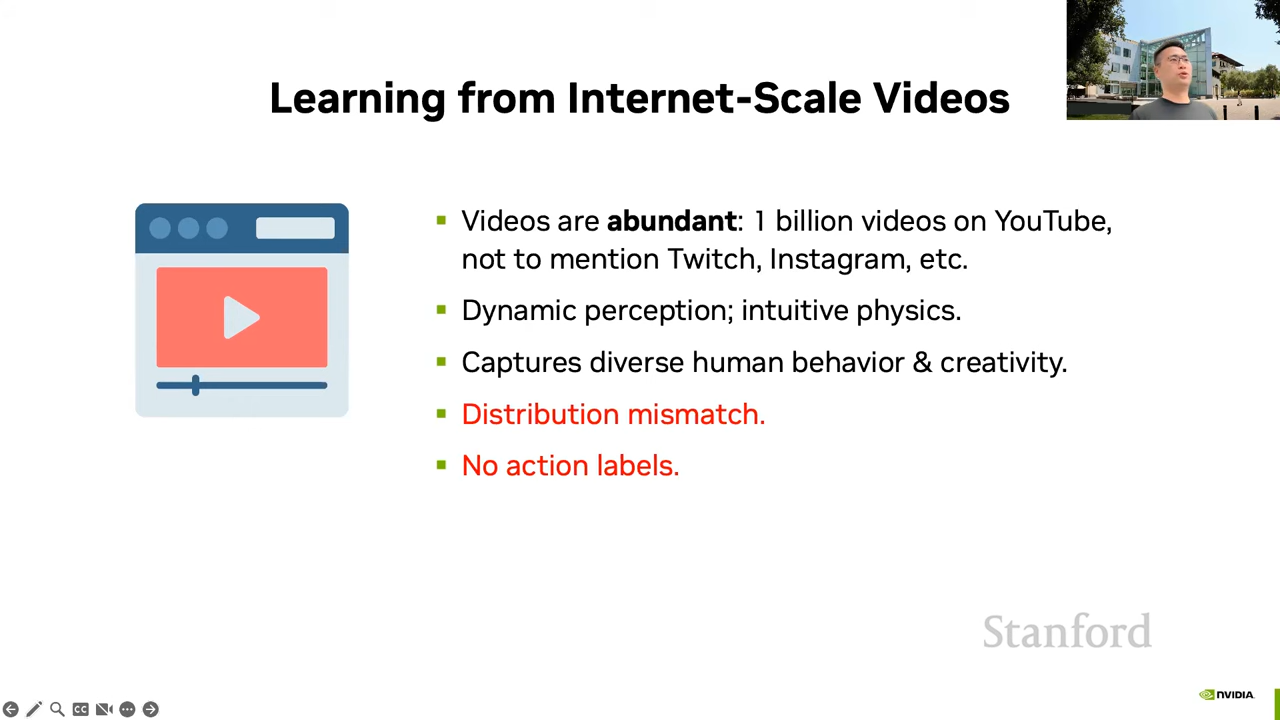 Learning from Internet-Scale Videos
Videos are abundant: 1 billion videos on YouTube,
not to mention Twitch, Instagram, etc.
Dynamic perception; intuitive physics.
Captures diverse human behavior & creativity.
Distribution mismatch.
No action labels.
Stanford
CC
NVIDIA